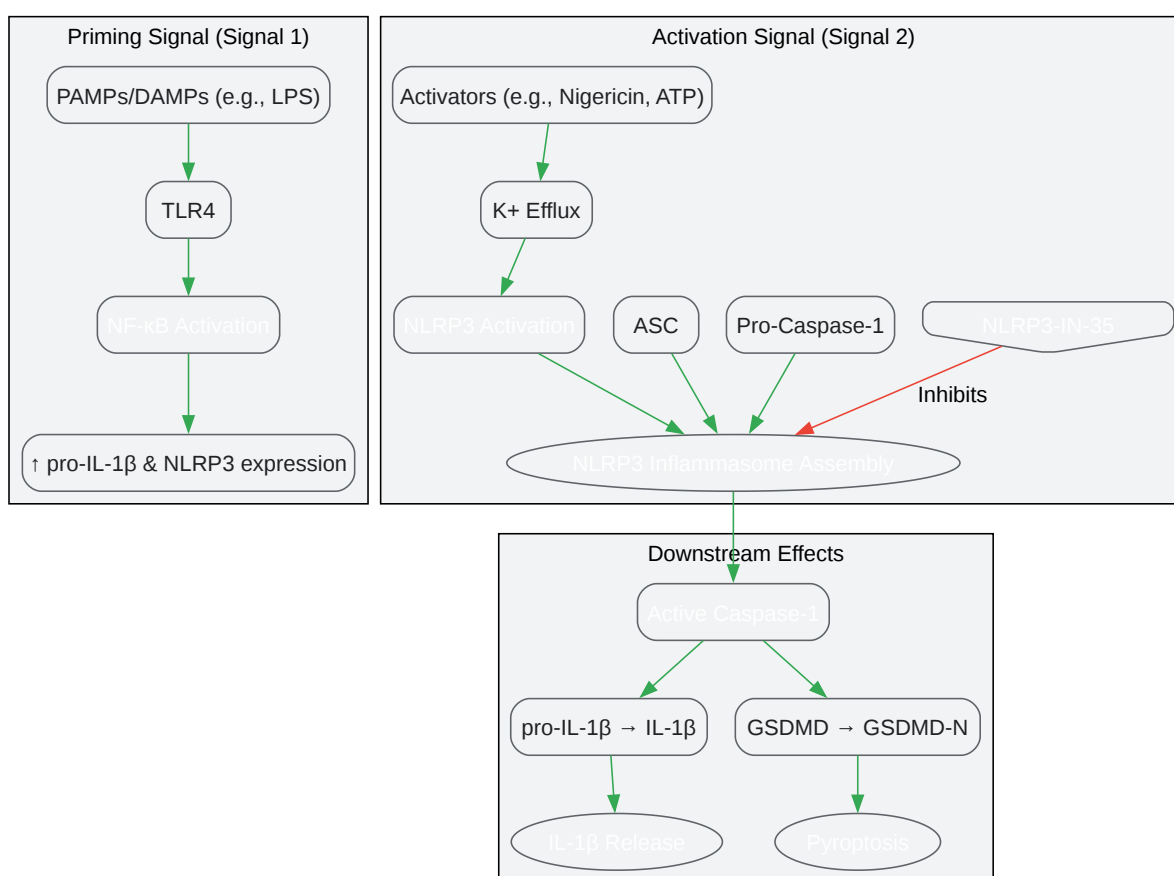 Priming Signal (Signal 1)
PAMPs/DAMPs (e.g., LPS)
TLR4
NF-κB Activation
↑ pro-IL-1β & NLRP3 expression
Activation Signal (Signal 2)
Activators (e.g., Nigericin, ATP)
K+ Efflux
NLRP3 Activation
ASC
Pro-Caspase-1
NLRP3-IN-35
Inhibits
NLRP3 Inflammasome Assembly
Downstream Effects
Active Caspase-1
pro-IL-1β → IL-1β
GSDMD → GSDMD-N
IL-1β Release
Pyroptosis